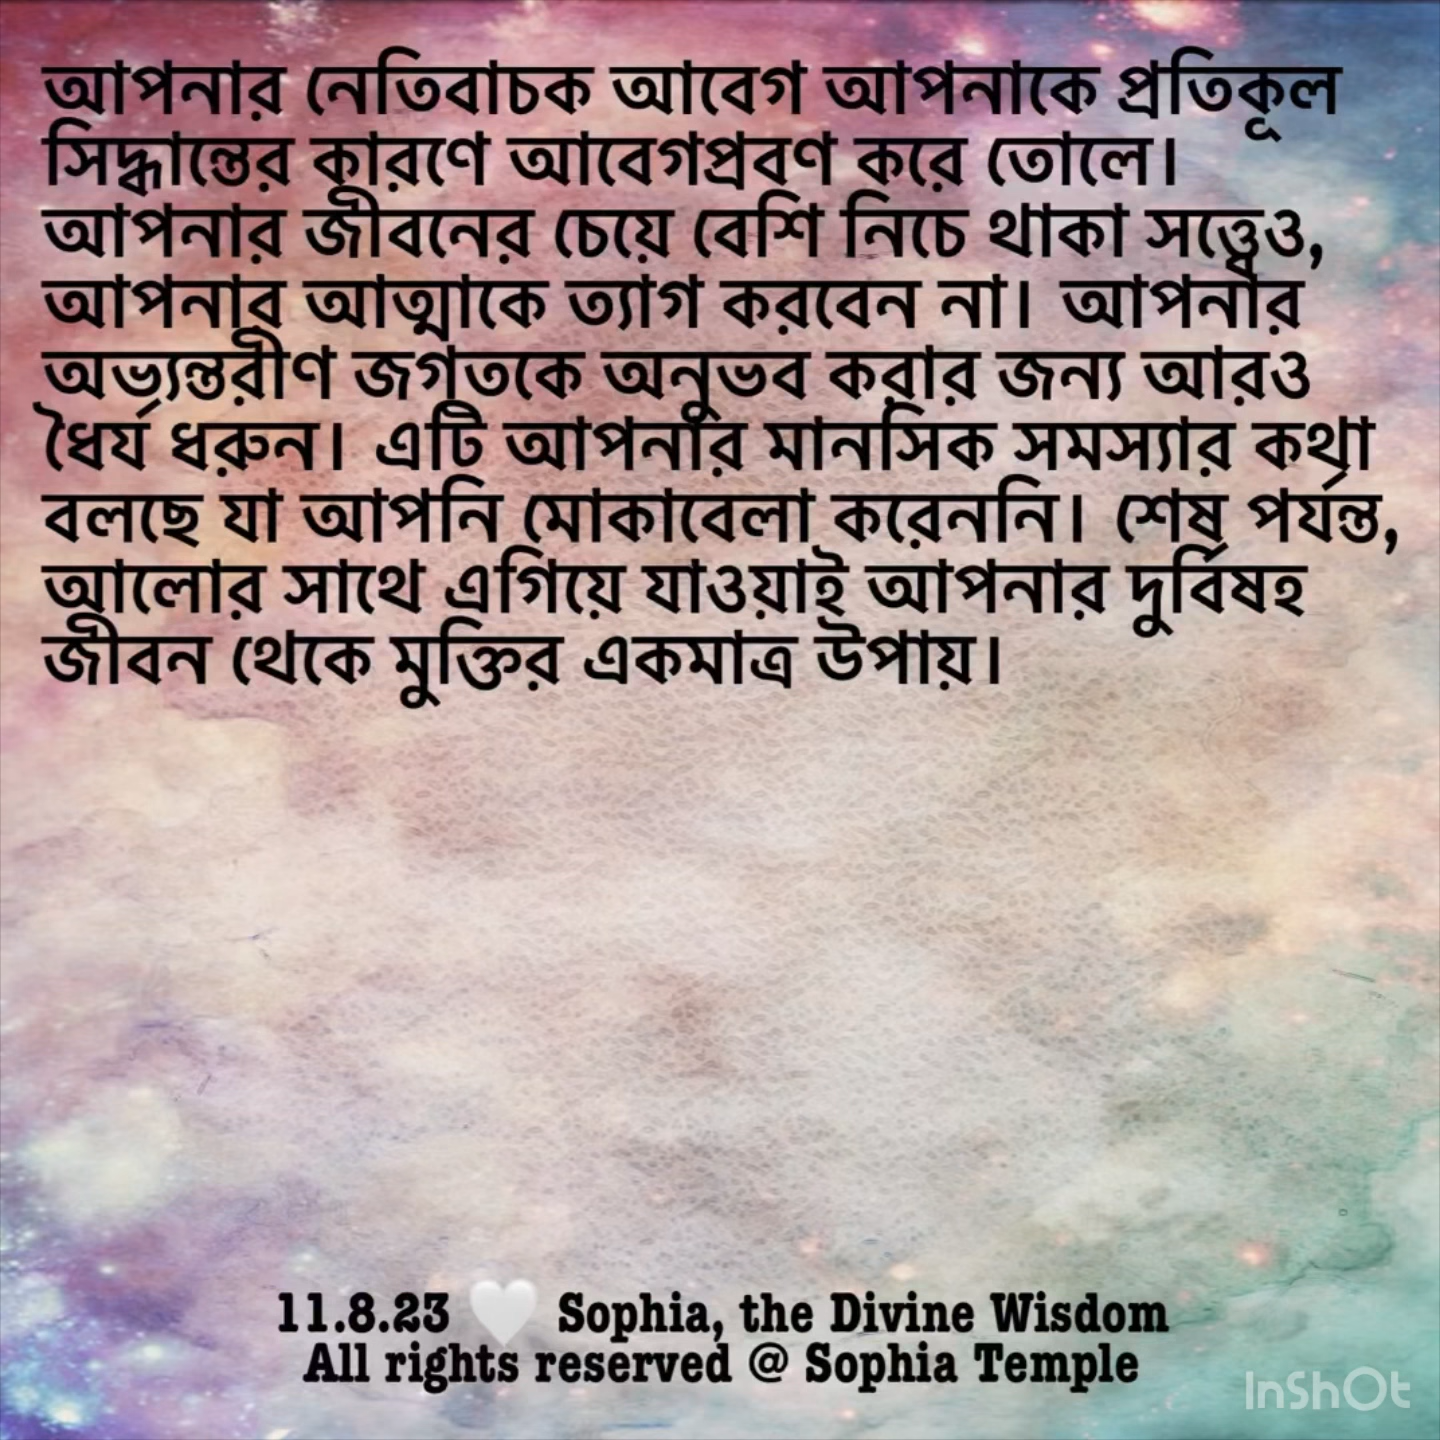 আপনার নেতিবাচক আবেগ আপনাকে প্রতিকূল
সিদ্ধান্তের কারণে আবেগপ্রবণ করে তোলে।
আপনার জীবনের চেয়ে বেশি নিচে থাকা সত্ত্বেও,
আপনার আত্মাকে ত্যাগ করবেন না। আপনার
অভ্যন্তরীণ জগতকে অনুভব করার জন্য আরও
ধৈর্য ধরুন। এটি আপনার মানসিক সমস্যার কথা
বলছে যা আপনি মোকাবেলা করেননি। শেষ পর্যন্ত,
আলোর সাথে এগিয়ে যাওয়াই আপনার দুর্বিষহ
জীবন থেকে মুক্তির একমাত্র উপায়।
11.8.23 🤍 Sophia, the Divine Wisdom
All rights reserved @ Sophia Temple
InShOt